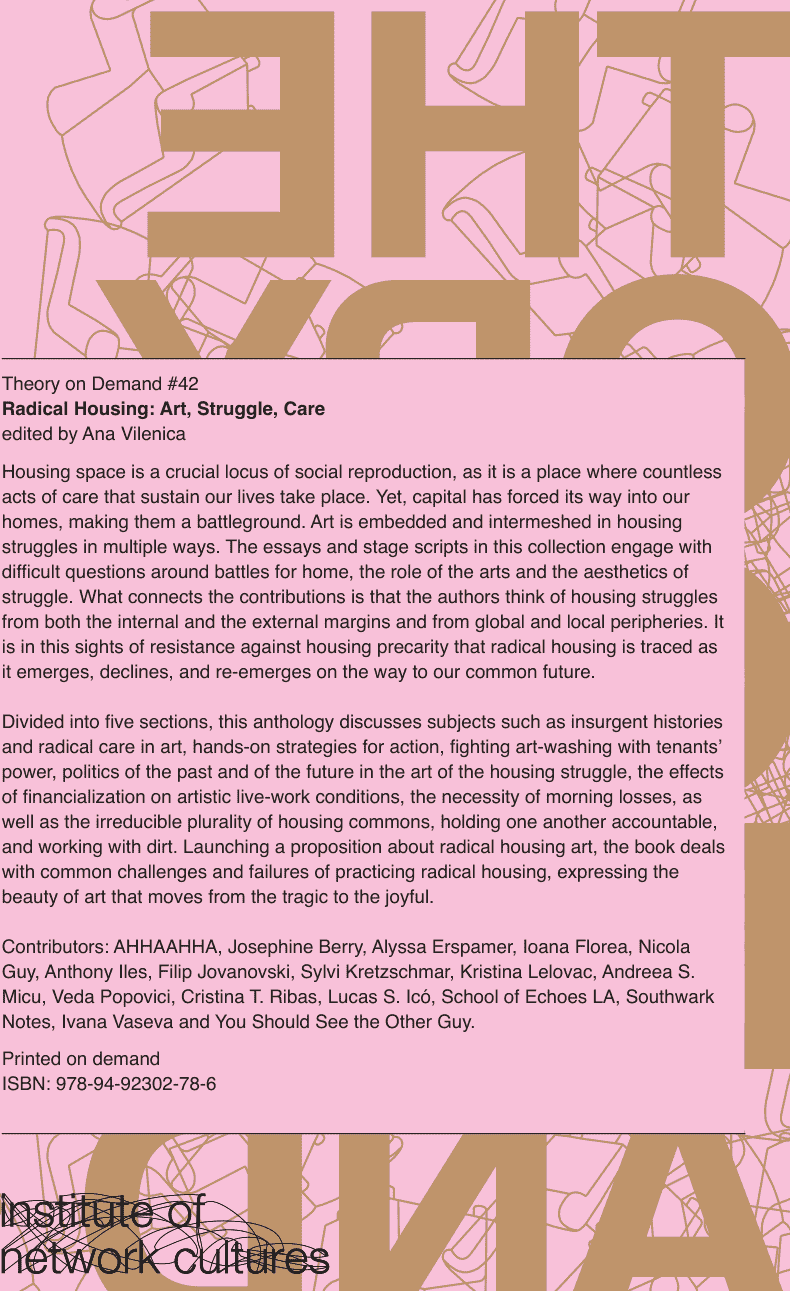 THE
ORY
Theory on Demand #42
Radical Housing: Art, Struggle, Care
edited by Ana Vilenica
Housing space is a crucial locus of social reproduction, as it is a place where countless
acts of care that sustain our lives take place. Yet, capital has forced its way into our
homes, making them a battleground. Art is embedded and intermeshed in housing
struggles in multiple ways. The essays and stage scripts in this collection engage with
difficult questions around battles for home, the role of the arts and the aesthetics of
struggle. What connects the contributions is that the authors think of housing struggles
from both the internal and the external margins and from global and local peripheries. It
is in this sights of resistance against housing precarity that radical housing is traced as
it emerges, declines, and re-emerges on the way to our common future.
Divided into five sections, this anthology discusses subjects such as insurgent histories
and radical care in art, hands-on strategies for action, fighting art-washing with tenants’
power, politics of the past and of the future in the art of the housing struggle, the effects
of financialization on artistic live-work conditions, the necessity of morning losses, as
well as the irreducible plurality of housing commons, holding one another accountable,
and working with dirt. Launching a proposition about radical housing art, the book deals
with common challenges and failures of practicing radical housing, expressing the
beauty of art that moves from the tragic to the joyful.
Contributors: AHHAAHHA, Josephine Berry, Alyssa Erspamer, Ioana Florea, Nicola
Guy, Anthony Iles, Filip Jovanovski, Sylvi Kretzschmar, Kristina Lelovac, Andreea S.
Micu, Veda Popovici, Cristina T. Ribas, Lucas S. Icó, School of Echoes LA, Southwark
Notes, Ivana Vaseva and You Should See the Other Guy.
Printed on demand
ISBN: 978-94-92302-78-6
AND
institute of
network cultures